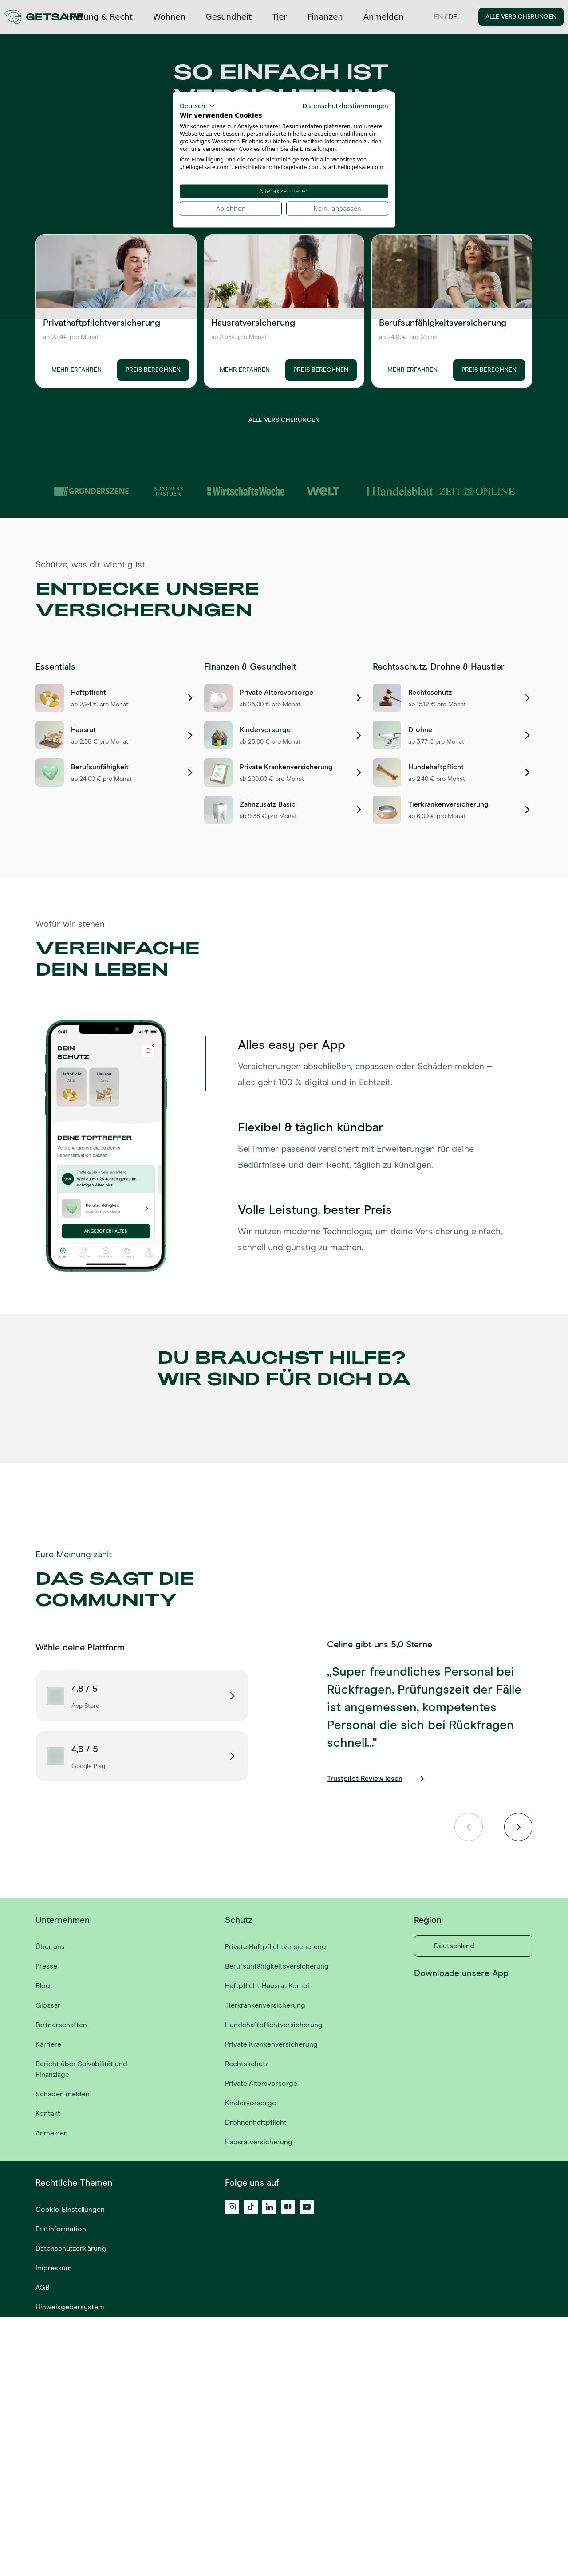 GETSAFE
Haftung & Recht
Wohnen
Gesundheit
Tier
Finanzen
Anmelden
EN / DE
ALLE VERSICHERUNGEN
SO EINFACH IST
Deutsch
Datenschutzbestimmungen
Wir verwenden Cookies
Wir können diese zur Analyse unserer Besucherdaten platzieren, um unsere
Webseite zu verbessern, personalisierte Inhalte anzuzeigen und Ihnen ein
großartiges Webseiten-Erlebnis zu bieten. Für weitere Informationen zu den
von uns verwendeten Cookies öffnen Sie die Einstellungen.
Ihre Einwilligung und die cookie Richtlinie gelten für alle Websites von
„hellogetsafe.com", einschließlich: hellogetsafe.com, start.hellogetsafe.com.
Alle akzeptieren
Ablehnen
Nein, anpassen
Privathaftpflichtversicherung
ab 2,94€ pro Monat
MEHR ERFAHREN
PREIS BERECHNEN
Hausratversicherung
ab 2,58€ pro Monat
MEHR ERFAHREN
PREIS BERECHNEN
Berufsunfähigkeitsversicherung
ab 24,00€ pro Monat
MEHR ERFAHREN
PREIS BERECHNEN
ALLE VERSICHERUNGEN
GRÜNDERSZENE
BUSINESS
INSIDER
WirtschaftsWoche
WELT
Handelsblatt
ZEIT ONLINE
Schütze, was dir wichtig ist
ENTDECKE UNSERE
VERSICHERUNGEN
Essentials
Haftpflicht
ab 2,94 € pro Monat
Hausrat
ab 2,58 € pro Monat
Berufsunfähigkeit
ab 24,00 € pro Monat
Finanzen & Gesundheit
Private Altersvorsorge
ab 25,00 € pro Monat
Kindervorsorge
ab 25,00 € pro Monat
Private Krankenversicherung
ab 200,00 € pro Monat
Zahnzusatz Basic
ab 9,38 € pro Monat
Rechtsschutz, Drohne & Haustier
Rechtsschutz
ab 15,12 € pro Monat
Drohne
ab 3,77 € pro Monat
Hundehaftpflicht
ab 2,40 € pro Monat
Tierkrankenversicherung
ab 6,00 € pro Monat
Wofür wir stehen
VEREINFACHE
DEIN LEBEN
9:41
DEIN
SCHUTZ
Haftpflicht
Hausrat
DEINE TOPTREFFER
Versicherungen, die zu deiner
Lebenssituation passen.
Weil du mit 28 Jahren genau im
richtigen Alter bist
Berufsunfähigkeit
ANGEBOT ERHALTEN
Alles easy per App
Versicherungen abschließen, anpassen oder Schäden melden –
alles geht 100 % digital und in Echtzeit.
Flexibel & täglich kündbar
Sei immer passend versichert mit Erweiterungen für deine
Bedürfnisse und dem Recht, täglich zu kündigen.
Volle Leistung, bester Preis
Wir nutzen moderne Technologie, um deine Versicherung einfach,
schnell und günstig zu machen.
DU BRAUCHST HILFE?
WIR SIND FÜR DICH DA
Eure Meinung zählt
DAS SAGT DIE
COMMUNITY
Wähle deine Plattform
4,8 / 5
App Store
4,6 / 5
Google Play
Celine gibt uns 5,0 Sterne
„Super freundliches Personal bei
Rückfragen, Prüfungszeit der Fälle
ist angemessen, kompetentes
Personal die sich bei Rückfragen
schnell..."
Trustpilot-Review lesen
Unternehmen
Über uns
Presse
Blog
Glossar
Partnerschaften
Karriere
Bericht über Solvabilität und
Finanzlage
Schaden melden
Kontakt
Anmelden
Schutz
Private Haftpflichtversicherung
Berufsunfähigkeitsversicherung
Haftpflicht-Hausrat Kombi
Tierkrankenversicherung
Hundehaftpflichtversicherung
Private Krankenversicherung
Rechtsschutz
Private Altersvorsorge
Kindervorsorge
Drohnenhaftpflicht
Hausratversicherung
Region
Deutschland
Downloade unsere App
Rechtliche Themen
Cookie-Einstellungen
Erstinformation
Datenschutzerklärung
Impressum
AGB
Hinweisgebersystem
Folge uns auf